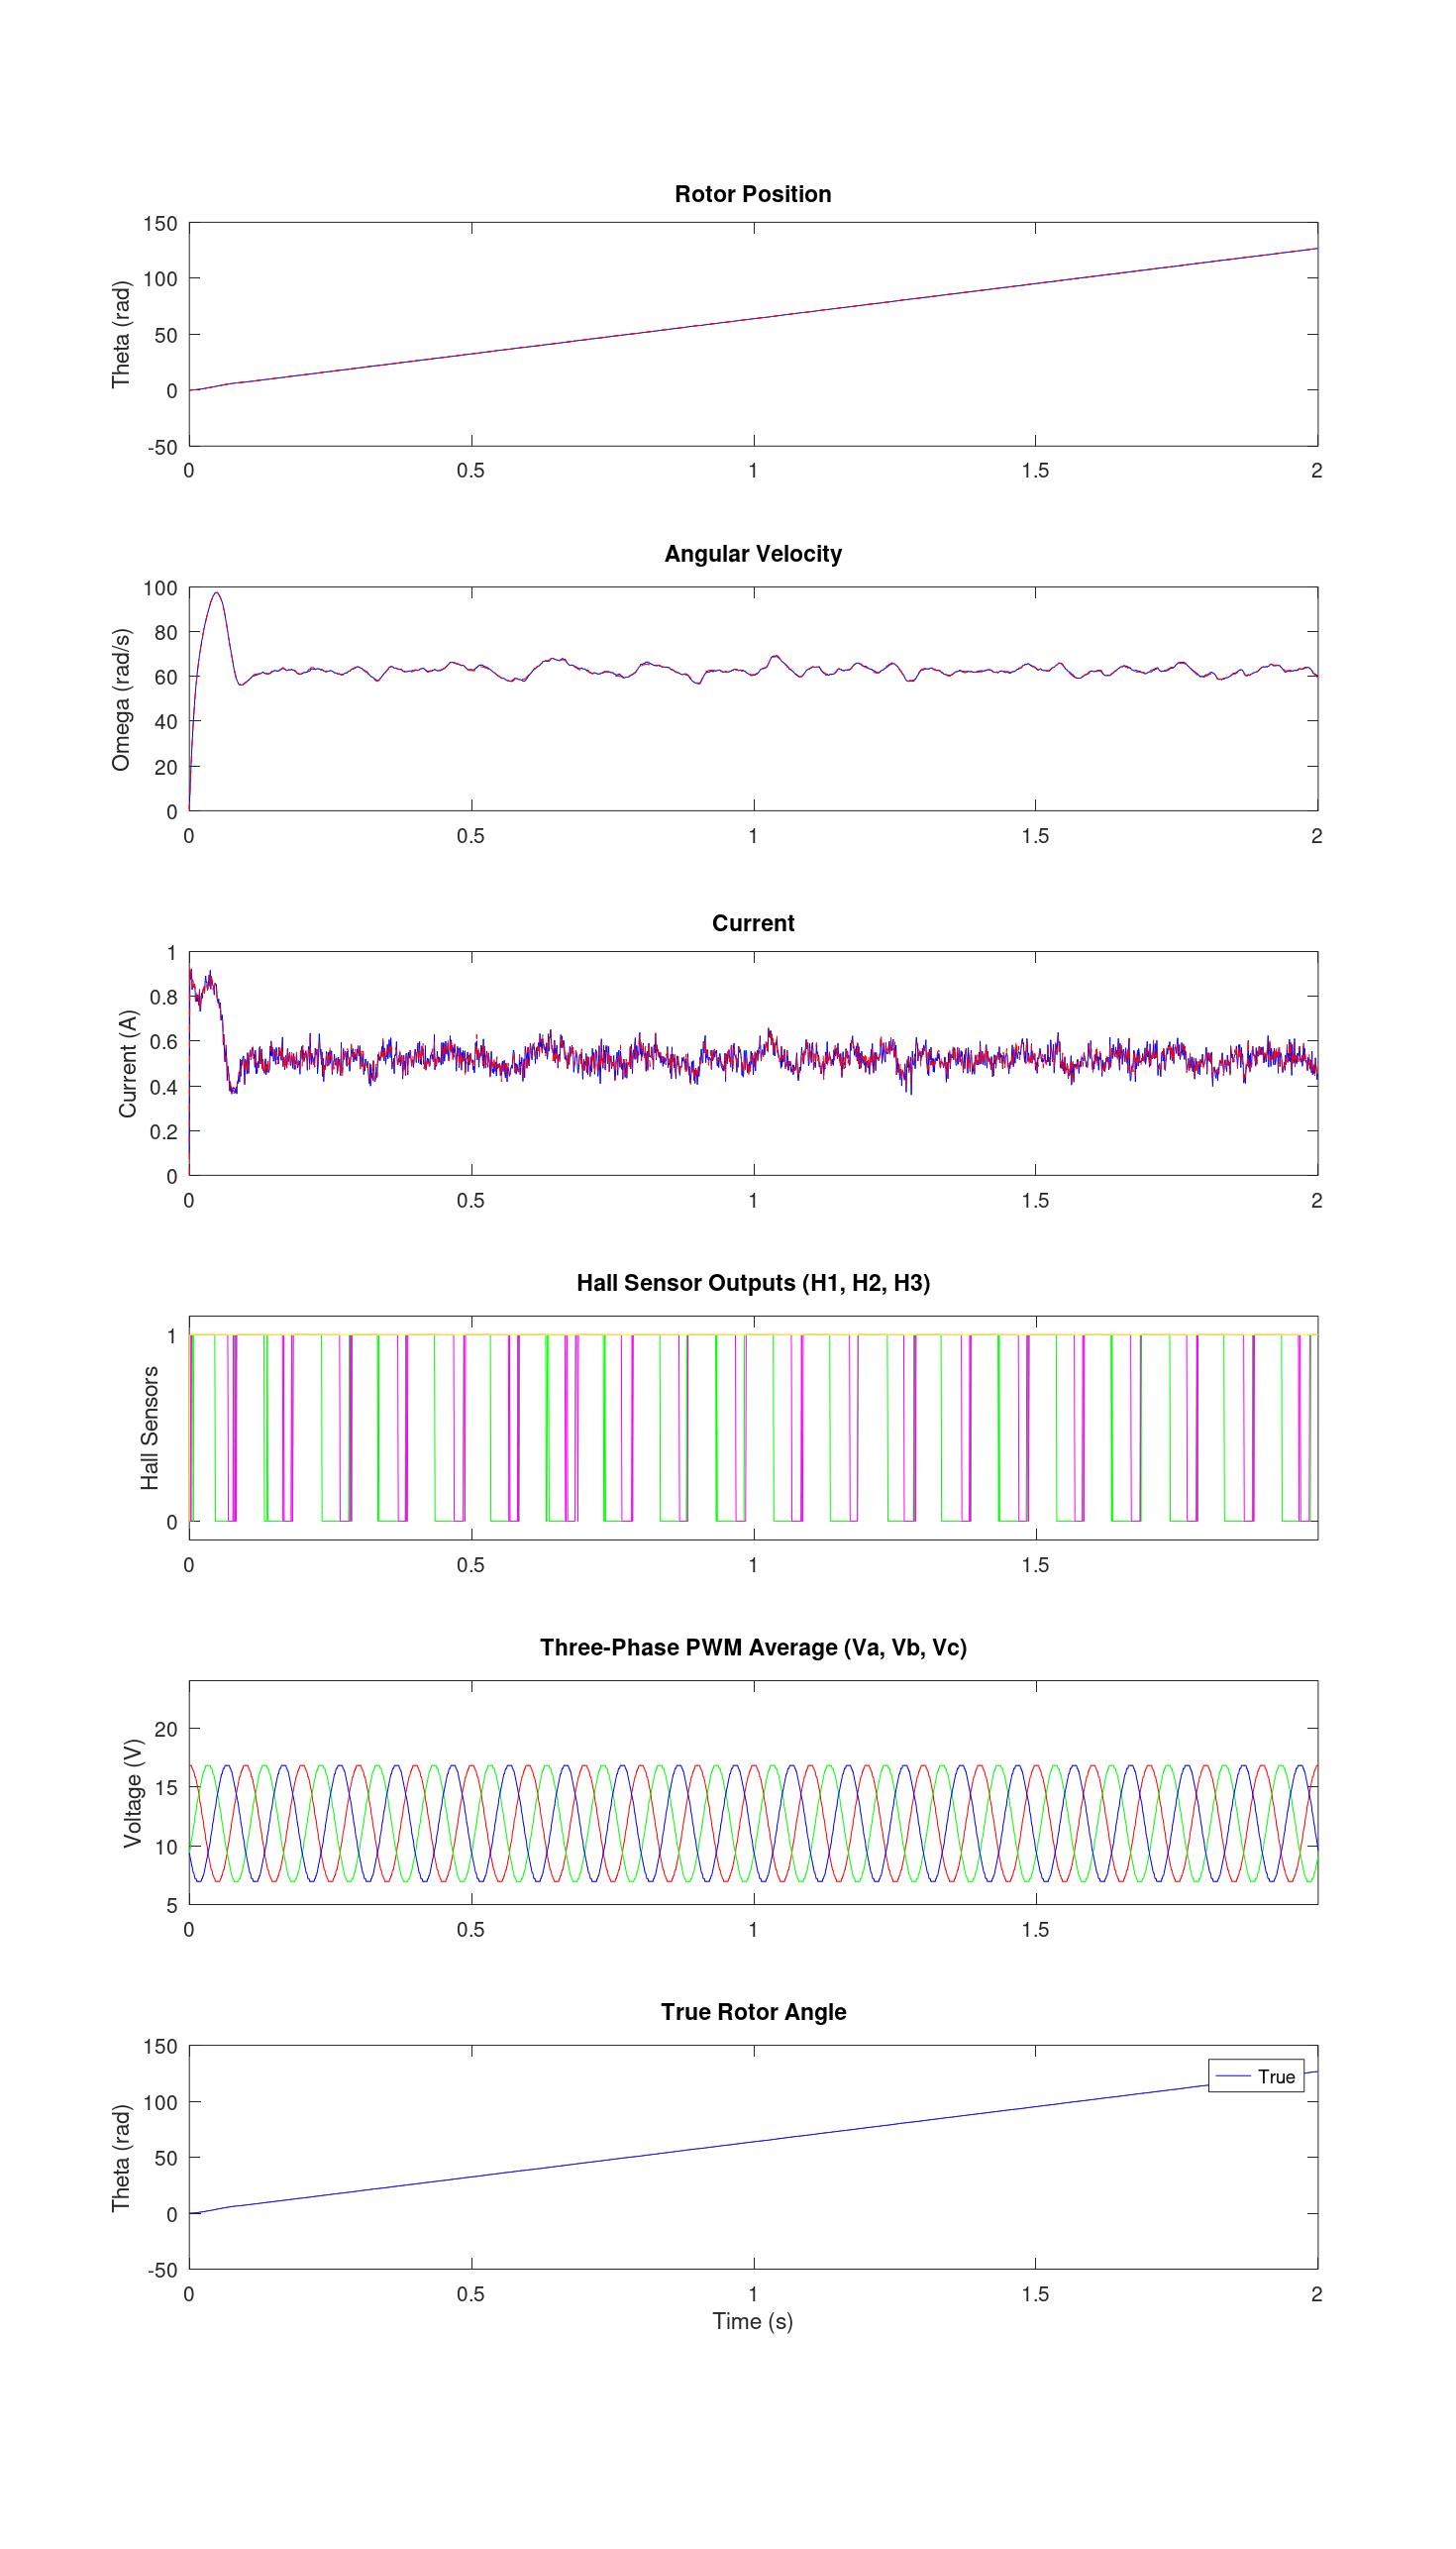 Rotor Position
150
100
50
0
-50
Theta (rad)
0 0.5 1 1.5 2
Angular Velocity
100
80
60
40
20
0
Omega (rad/s)
0 0.5 1 1.5 2
Current
1
0.8
0.6
0.4
0.2
0
Current (A)
0 0.5 1 1.5 2
Hall Sensor Outputs (H1, H2, H3)
1
0
Hall Sensors
0 0.5 1 1.5
Three-Phase PWM Average (Va, Vb, Vc)
20
15
10
5
Voltage (V)
0 0.5 1 1.5
True Rotor Angle
150
100
50
0
-50
Theta (rad)
True
0 0.5 1 1.5 2
Time (s)